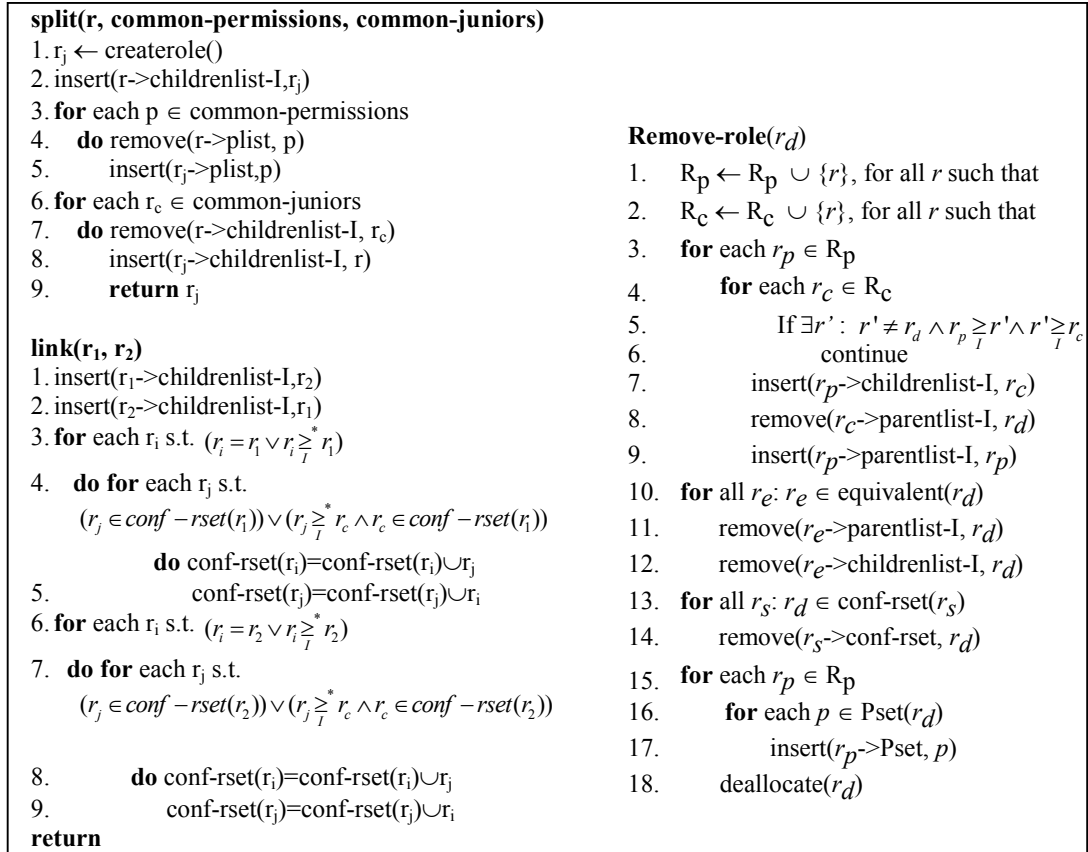 split(r, common-permissions, common-juniors)
1. rj ← createrole()
2. insert(r->childrenlist-I,rj)
3. for each p ∈ common-permissions
4. do remove(r->plist, p)
5. insert(rj->plist,p)
6. for each rc ∈ common-juniors
7. do remove(r->childrenlist-I, rc)
8. insert(rj->childrenlist-I, r)
9. return rj
link(r1, r2)
1. insert(r1->childrenlist-I,r2)
2. insert(r2->childrenlist-I,r1)
3. for each ri s.t. (ri = r1 ∨ ri ≥*I r1)
4. do for each rj s.t.
(rj ∈ conf − rset(r1)) ∨ (rj ≥*I rc ∧ rc ∈ conf − rset(r1))
do conf-rset(ri)=conf-rset(ri)∪rj
5. conf-rset(rj)=conf-rset(rj)∪ri
6. for each ri s.t. (ri = r2 ∨ ri ≥*I r2)
7. do for each rj s.t.
(rj ∈ conf − rset(r2)) ∨ (rj ≥*I rc ∧ rc ∈ conf − rset(r2))
8. do conf-rset(ri)=conf-rset(ri)∪rj
9. conf-rset(rj)=conf-rset(rj)∪ri
return
Remove-role(rd)
1. Rp ← Rp ∪ {r}, for all r such that
2. Rc ← Rc ∪ {r}, for all r such that
3. for each rp ∈ Rp
4. for each rc ∈ Rc
5. If ∃r’ : r' ≠ rd ∧ rp ≥I r' ∧ r' ≥I rc
6. continue
7. insert(rp->childrenlist-I, rc)
8. remove(rc->parentlist-I, rd)
9. insert(rp->parentlist-I, rp)
10. for all re: re ∈ equivalent(rd)
11. remove(re->parentlist-I, rd)
12. remove(re->childrenlist-I, rd)
13. for all rs: rd ∈ conf-rset(rs)
14. remove(rs->conf-rset, rd)
15. for each rp ∈ Rp
16. for each p ∈ Pset(rd)
17. insert(rp->Pset, p)
18. deallocate(rd)